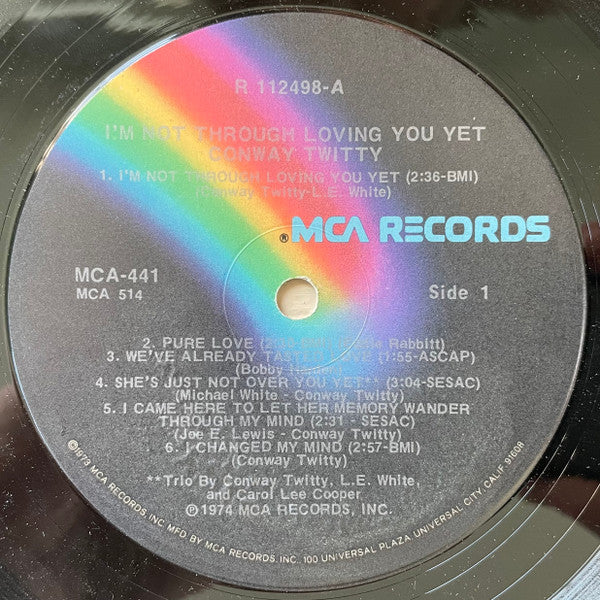 R 112498-A
I'M NOT THROUGH LOVING YOU YET
CONWAY TWITTY
1. I'M NOT THROUGH LOVING YOU YET (2:36-BMI)
(Conway Twitty-L.E. White)
® MCA RECORDS
MCA-441
MCA 514
Side 1
2. PURE LOVE Rabbitt)
3. WE'VE ALREADY TASTED LOVE (1:55-ASCAP)
(Bobby
4. SHE'S JUST NOT OVER YOU YET** (3:04-SESAC)
(Michael White - Conway Twitty)
5. I CAME HERE TO LET HER MEMORY WANDER
THROUGH MY MIND (2:31 - SESAC)
(Joe E. Lewis - Conway Twitty)
6. I CHANGED MY MIND (2:57-BMI)
(Conway Twitty)
**Trio By Conway Twitty, L.E. White,
and Carol Lee Cooper
℗ 1974 MCA RECORDS, INC.
©1973 MCA RECORDS INC. MFD BY MCA RECORDS, INC. 100 UNIVERSAL PLAZA, UNIVERSAL CITY, CALIF. 91608